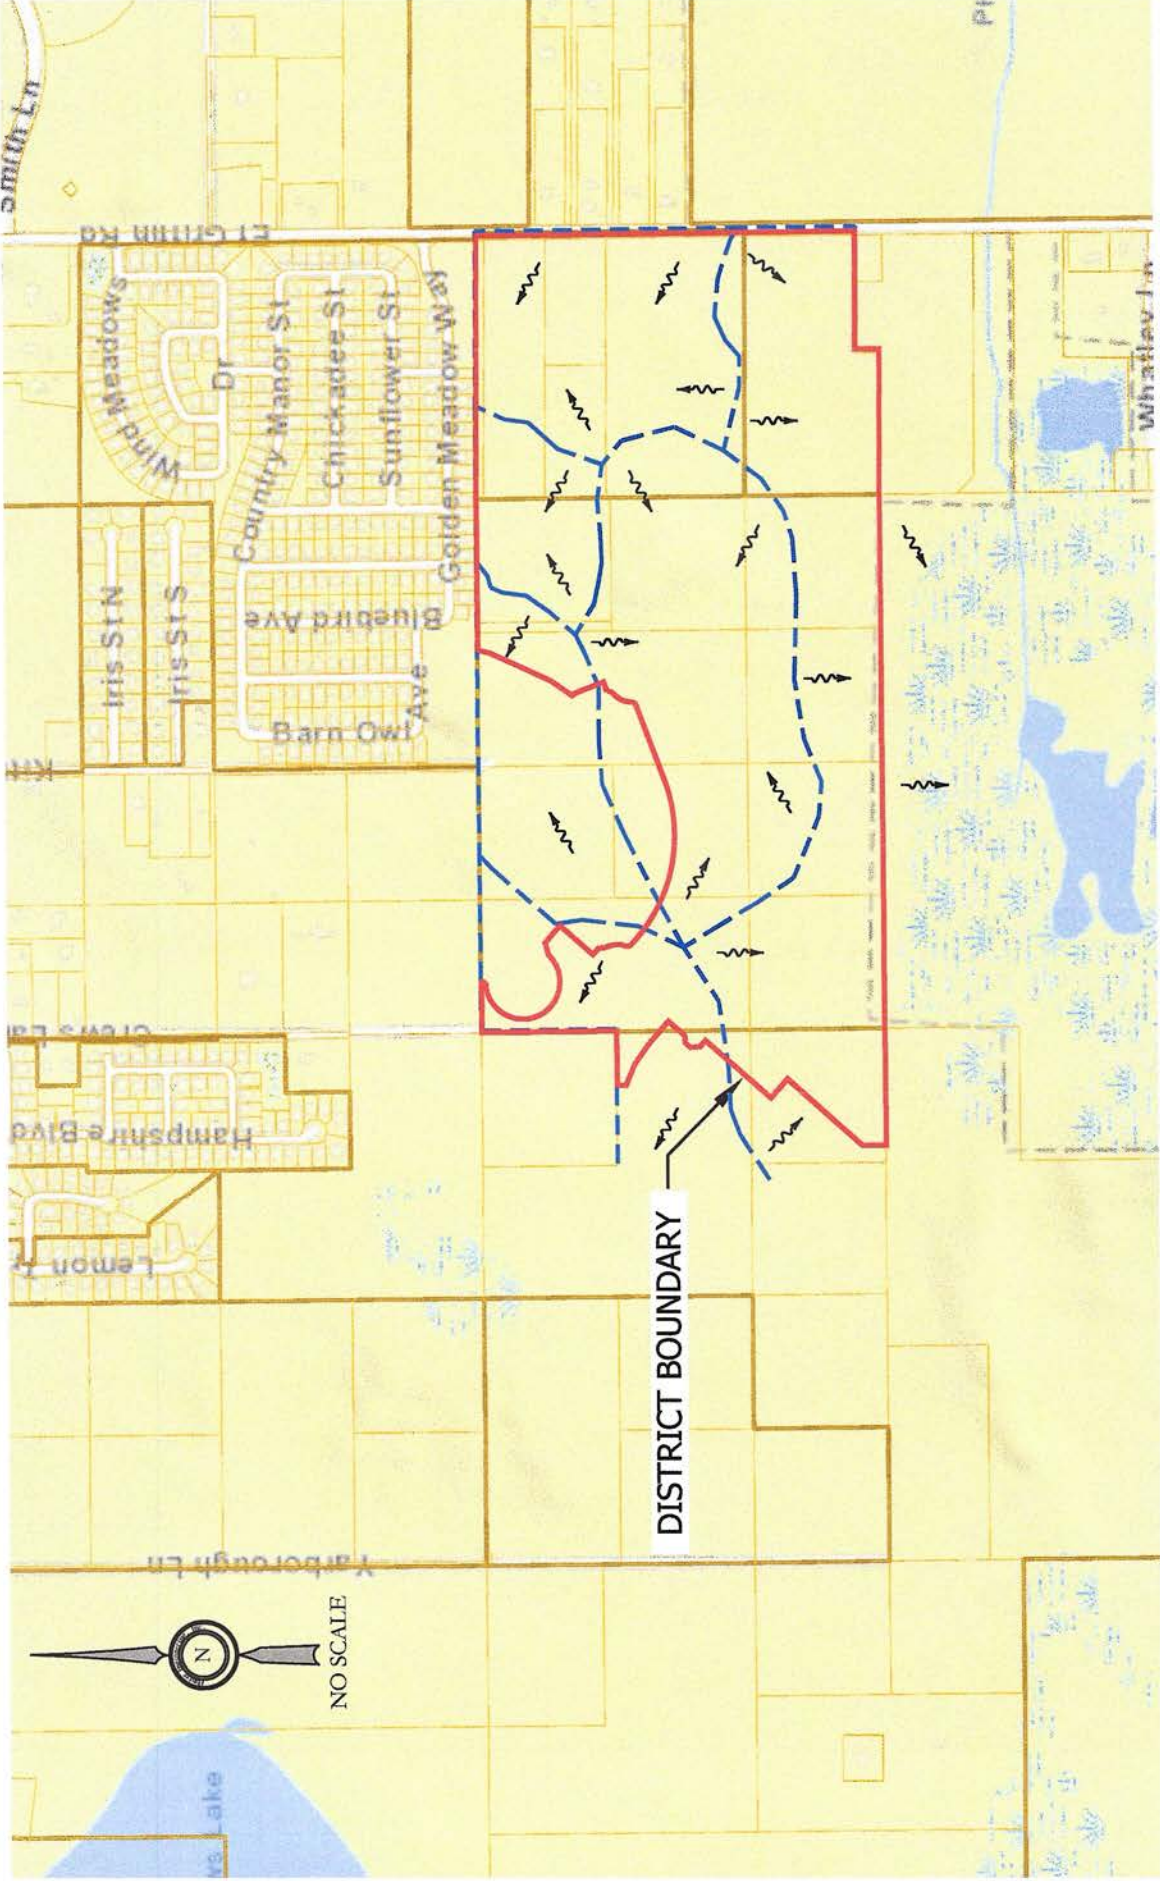 Smith Ln
Pl
El Griffin Rd
Wind Meadows
Dr
Country Manor St
Chickadee St
Sunflower St
Golden Meadow Way
Whatley Ln
Iris St N
Iris St S
Bluebird Ave
Barn Owl
Ave
Hampshire Blvd
Lemon
DISTRICT BOUNDARY
Yarborough Ln
N
NO SCALE
ws Lake